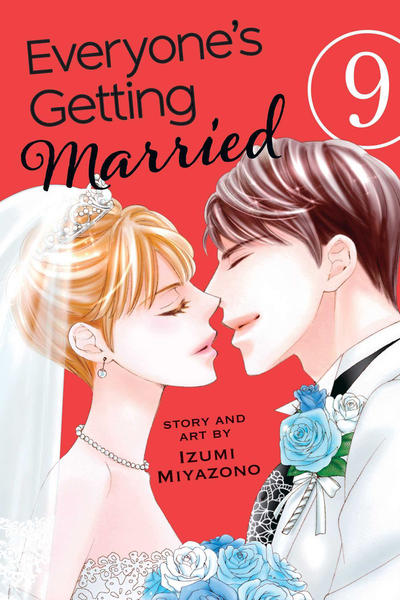 Everyone's
Getting
Married
9
STORY AND
ART BY
IZUMI
MIYAZONO